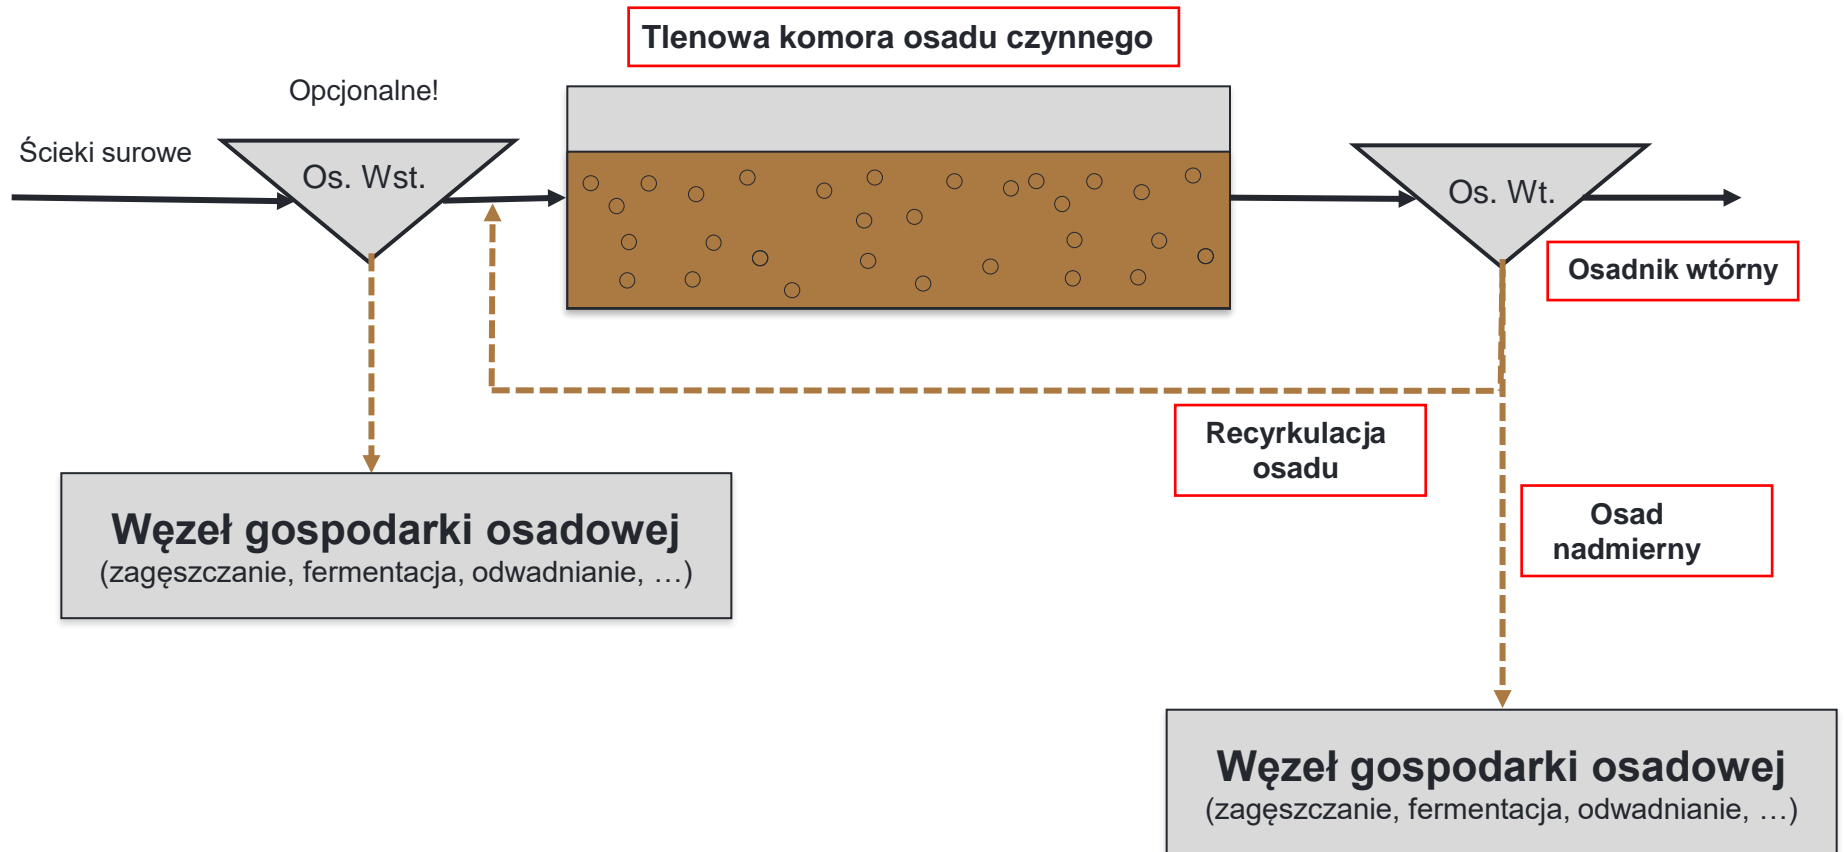 Tlenowa komora osadu czynnego
Opcjonalne!
Ścieki surowe
Os. Wst.
Os. Wt.
Osadnik wtórny
Recyrkulacja
osadu
Węzeł gospodarki osadowej
(zagęszczanie, fermentacja, odwadnianie, …)
Osad
nadmierny
Węzeł gospodarki osadowej
(zagęszczanie, fermentacja, odwadnianie, …)